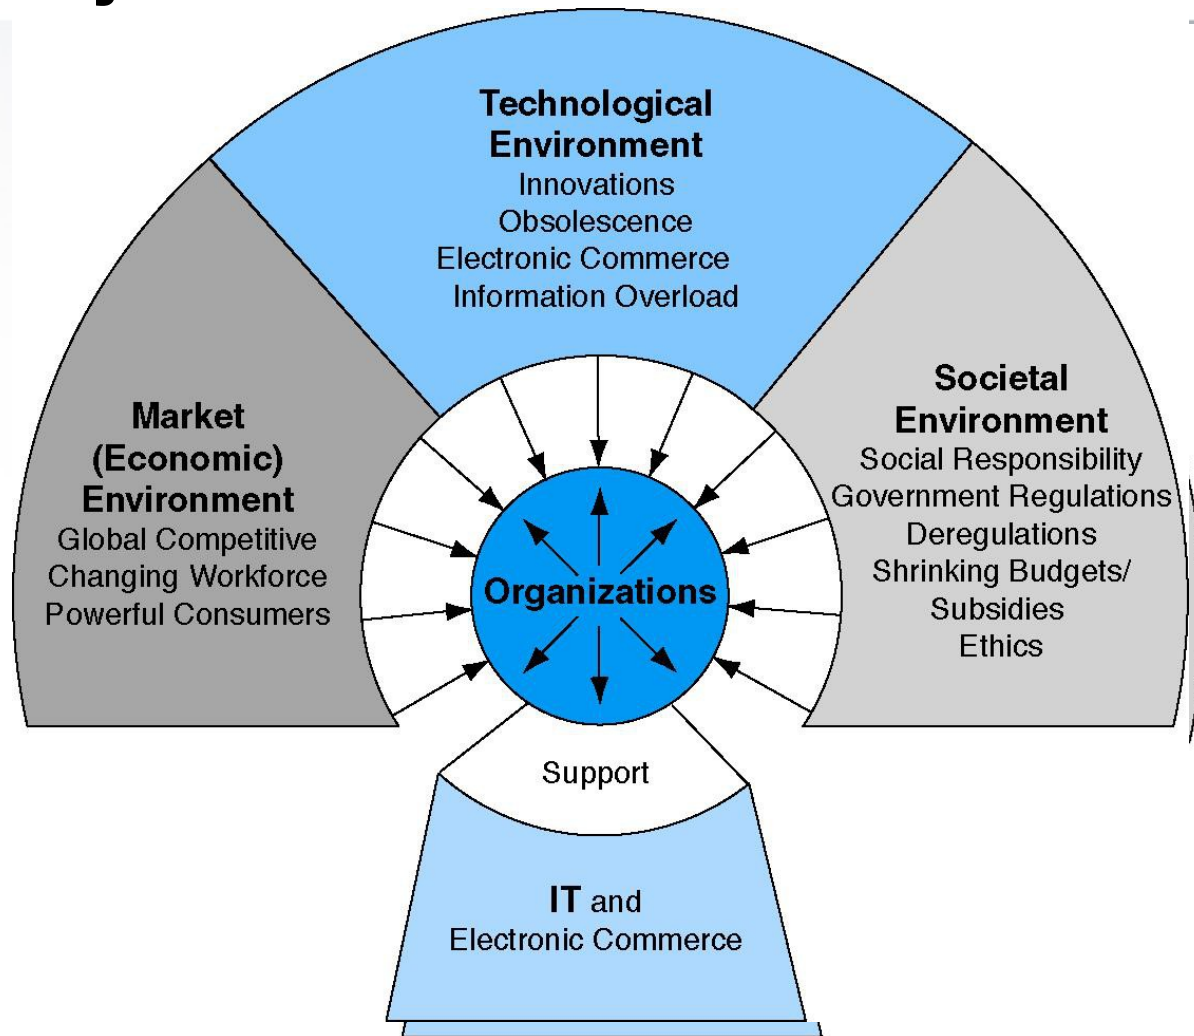 Technological
Environment
Innovations
Obsolescence
Electronic Commerce
Information Overload
Market
(Economic)
Environment
Global Competitive
Changing Workforce
Powerful Consumers
Societal
Environment
Social Responsibility
Government Regulations
Deregulations
Shrinking Budgets/
Subsidies
Ethics
Organizations
Support
IT and
Electronic Commerce